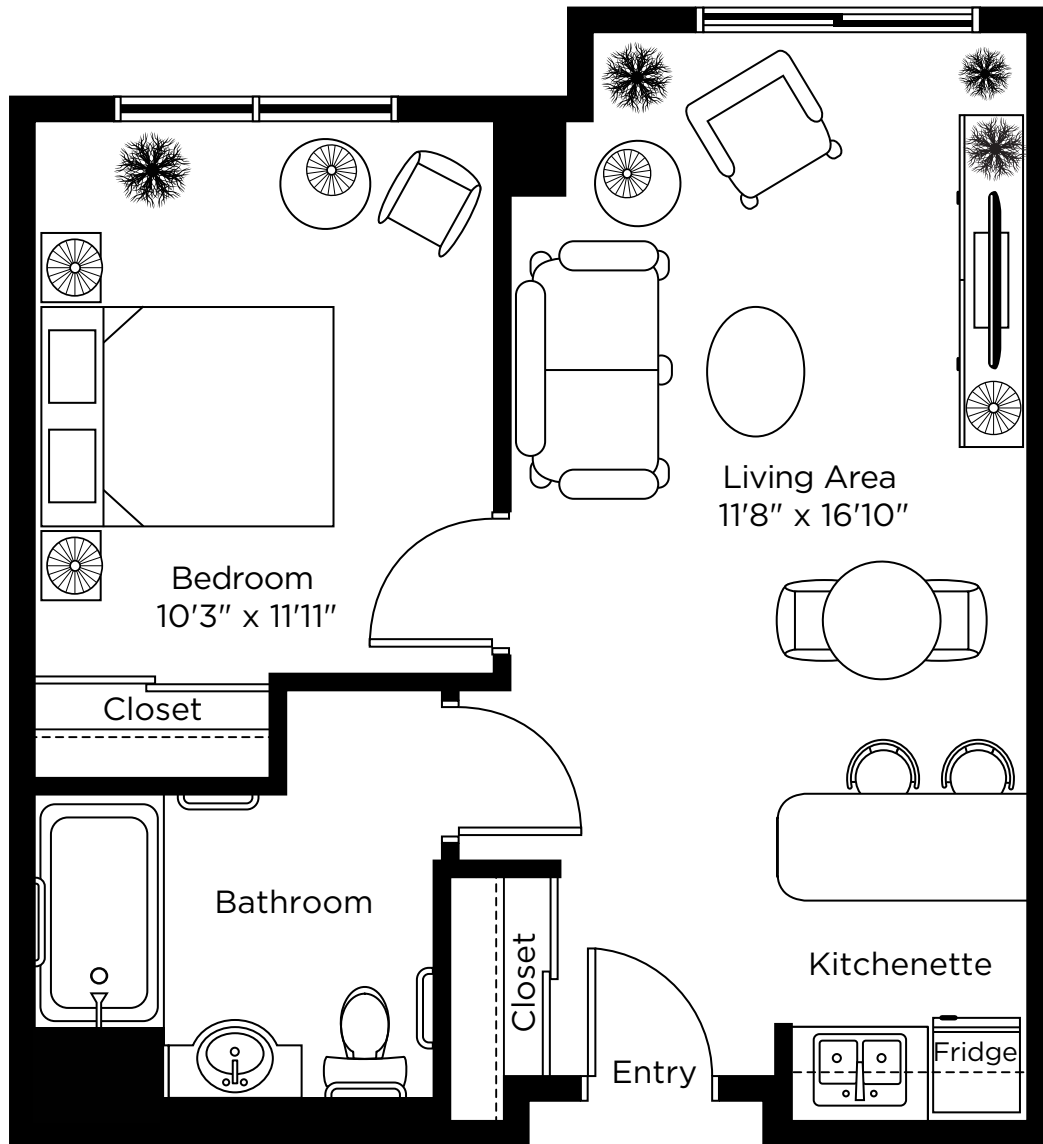 Living Area
11'8" x 16'10"
Bedroom
10'3" x 11'11"
Closet
Bathroom
Closet
Kitchenette
Fridge
Entry